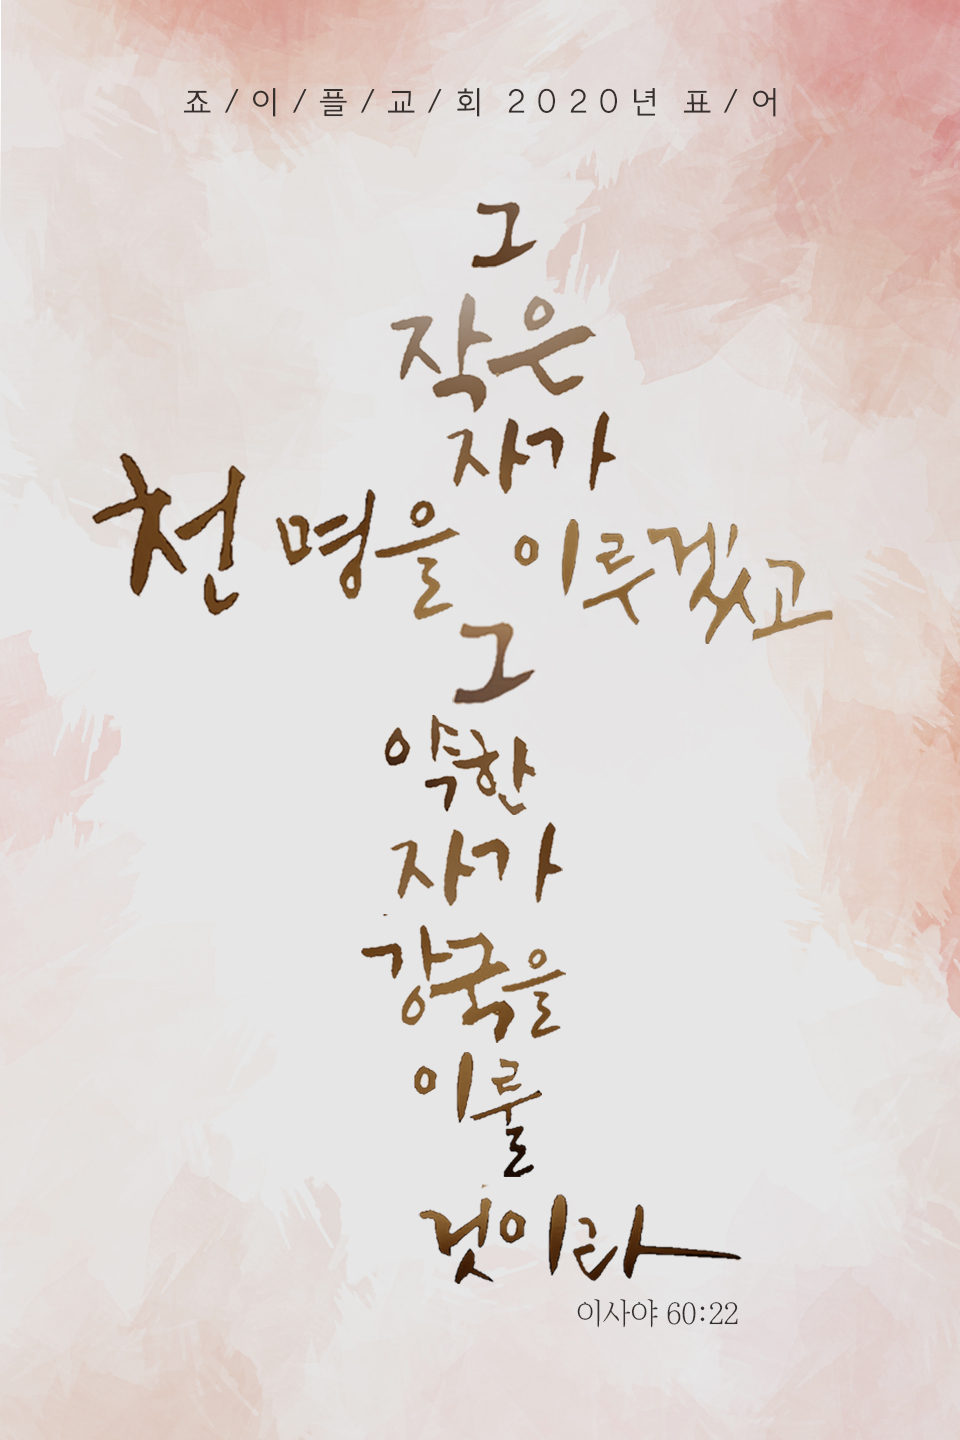 죠/이/플/교/회 2020년 표/어
그
작은
자가
천 명을 이루겠고
그
약한
자가
강국을
이룰
것이라
이사야 60:22